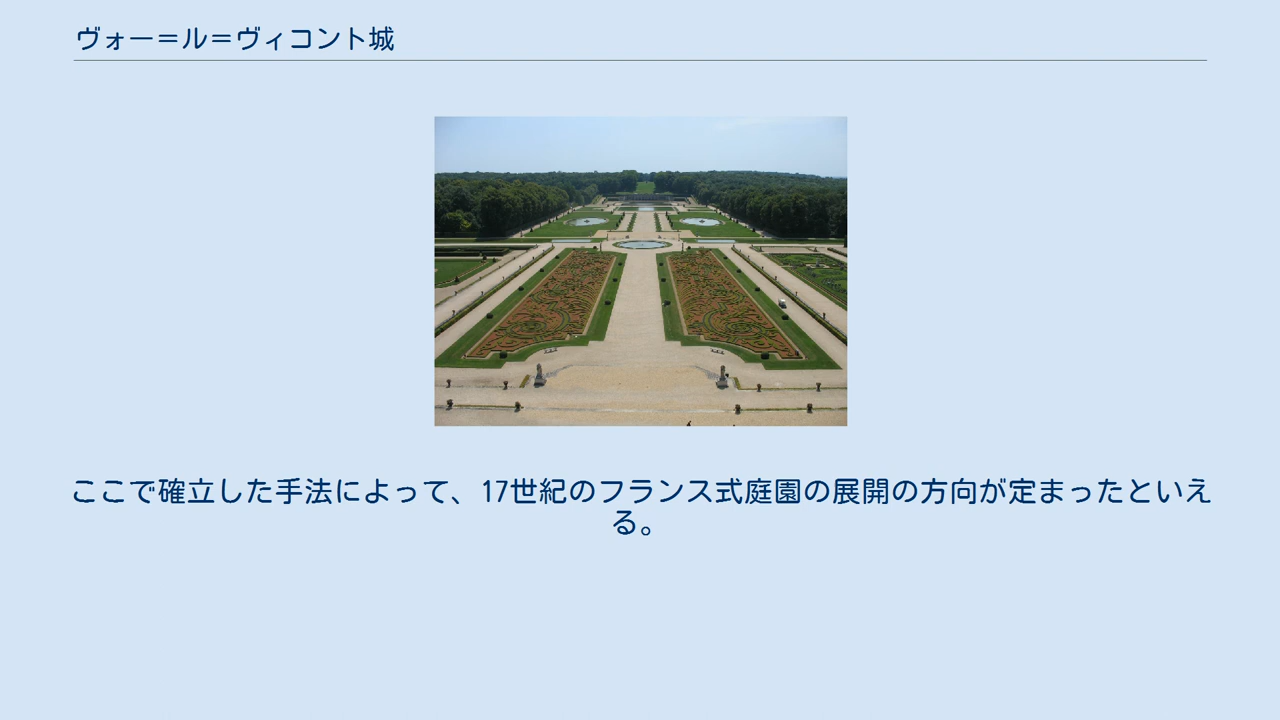 ヴォー＝ル＝ヴィコント城
ここで確立した手法によって、17世紀のフランス式庭園の展開の方向が定まったといえ
る。